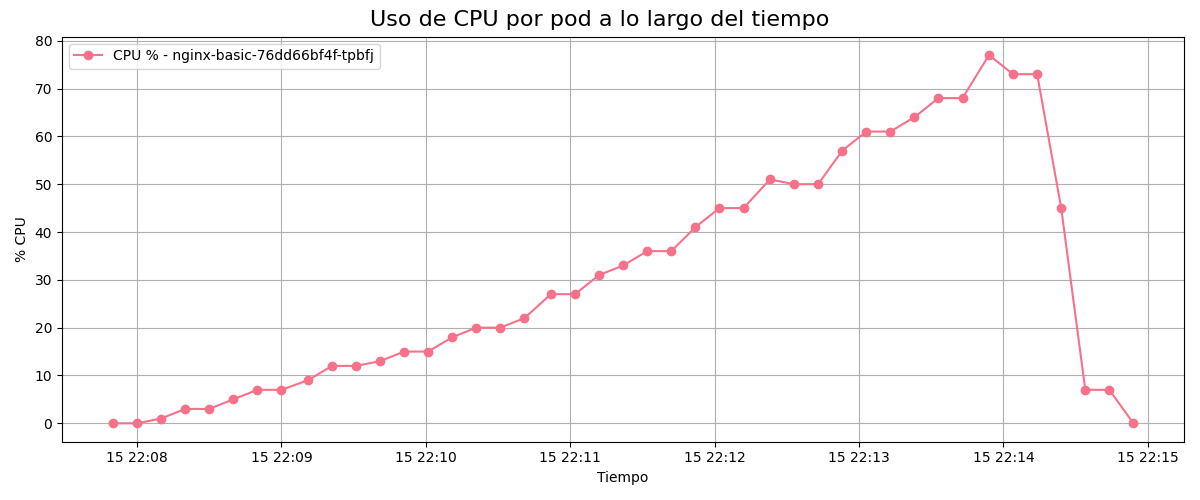 Uso de CPU por pod a lo largo del tiempo
CPU % - nginx-basic-76dd66bf4f-tpbfj
80
70
60
50
40
30
20
10
0
% CPU
15 22:08 15 22:09 15 22:10 15 22:11 15 22:12 15 22:13 15 22:14 15 22:15
Tiempo